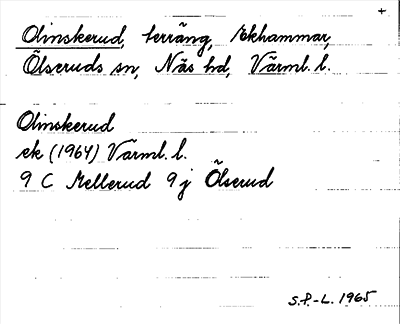 +
Olinskerud, terräng, Ekhammar,
Ölseruds sn, Näs hd, Värml. l.
Olinskerud
ek (1964) Värml. l.
9 C Mellerud 9 j Ölserud
S.P.-L. 1965